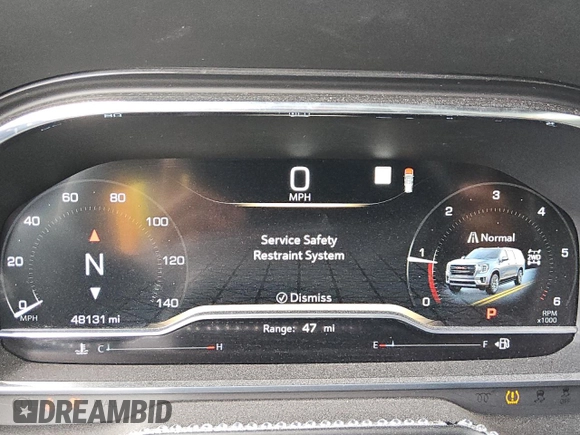 0
MPH
60
80
40
100
20
120
0
140
MPH
N
48131 mi
Service Safety
Restraint System
Dismiss
Range: 47 mi
C
H
E
F
3
2
4
1
5
0
6
Normal
2WD
P
RPM
x1000
DREAMBID